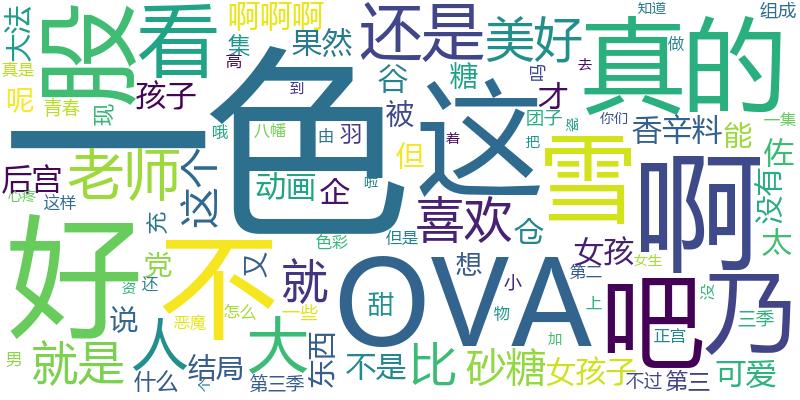 大法
股
看
啊啊啊
集
果然
高
还是
到
美好
知道
做
去
吗
真的
组成
真是
呢
青春
现
孩子
哦
八幡
由
羽
谷
糖
被
才
团子
把
你们
一集
一色
这
香辛料
能
佐
后宫
老师
这个
动画
企
但
着
啦
喜欢
仓
雪
啊
没有
太
心疼
这样
充
色彩
但是
想
女孩
女生
好
党
不
又
就
OVA
小
第二
吧
乃
说
还
资
怎么
恶魔
一些
甜
物
上
没
正宫
三季
男
就是
人
什么
大
结局
第三季
东西
不是
比
加
砂糖
女孩子
不过
第三
可爱